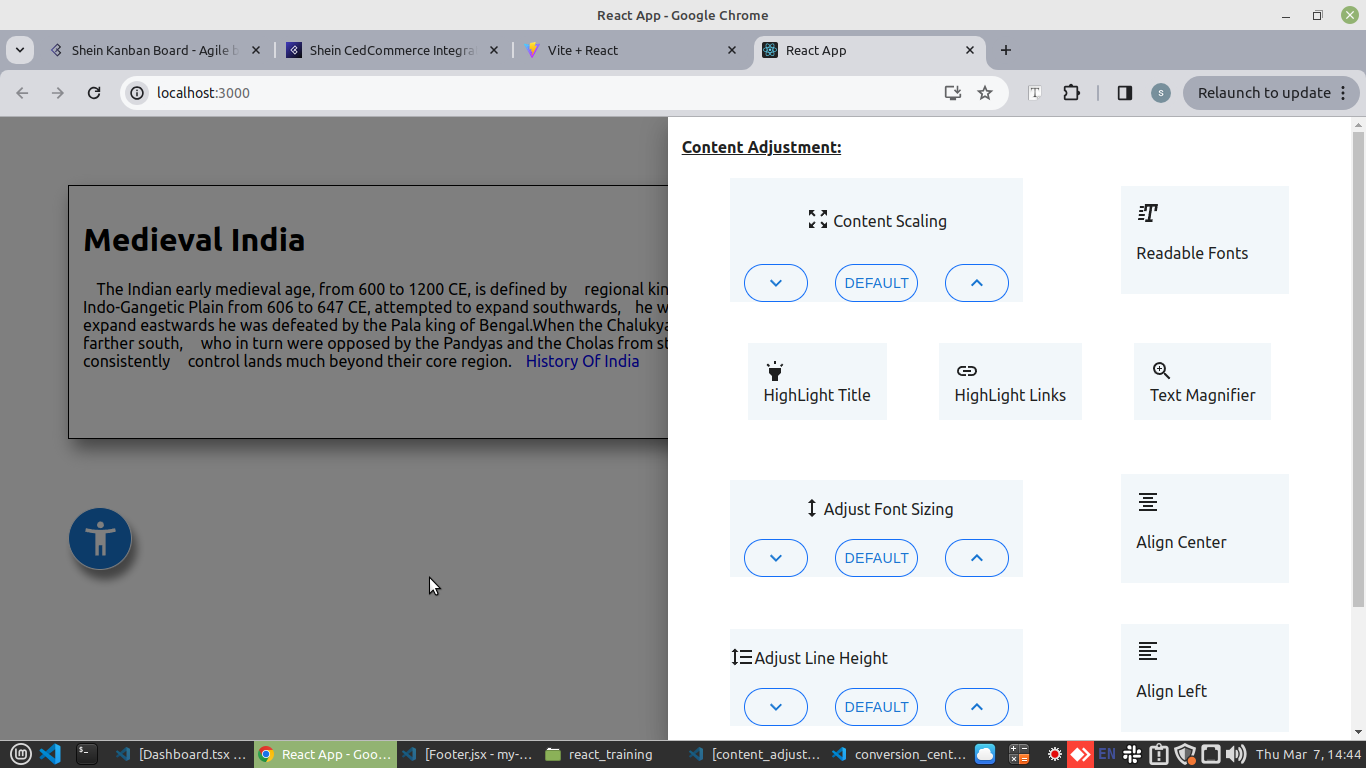 React App - Google Chrome
Shein Kanban Board - Agile b
Shein CedCommerce Integra
Vite + React
React App
localhost:3000
T
S
Relaunch to update
Content Adjustment:
Content Scaling
DEFAULT
Readable Fonts
HighLight Title
HighLight Links
Text Magnifier
Adjust Font Sizing
DEFAULT
Align Center
Adjust Line Height
DEFAULT
Align Left
Medieval India
The Indian early medieval age, from 600 to 1200 CE, is defined by regional kin
Indo-Gangetic Plain from 606 to 647 CE, attempted to expand southwards, he w
expand eastwards he was defeated by the Pala king of Bengal.When the Chalukya
farther south, who in turn were opposed by the Pandyas and the Cholas from st
consistently control lands much beyond their core region. History Of India
[Dashboard.tsx ...
React App - Goo...
[Footer.jsx - my-...
react_training
[content_adjust...
conversion_cent...
EN
Thu Mar 7, 14:44